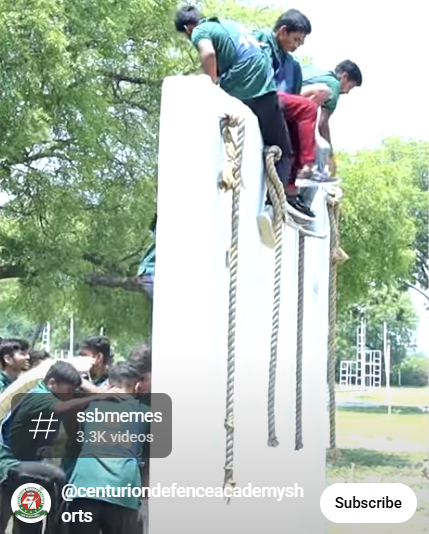 #
ssbmemes
3.3K videos
@centuriondefenceacademysh
orts
Subscribe